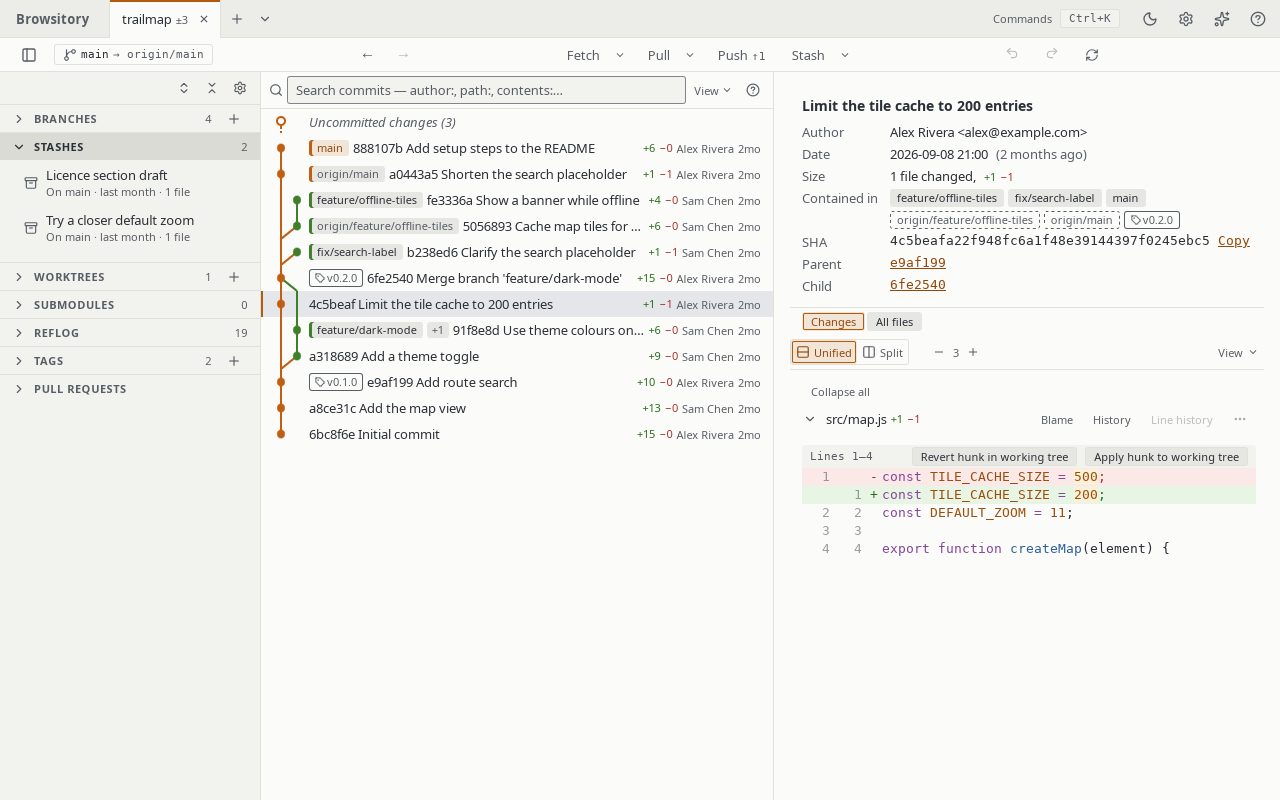 Browsitory trailmap ±3 × Commands Ctrl+K
main → origin/main ← → Fetch Pull Push ↑1 Stash
Search commits — author:, path:, contents:… View
BRANCHES 4
STASHES 2
Licence section draft
On main · last month · 1 file
Try a closer default zoom
On main · last month · 1 file
WORKTREES 1
SUBMODULES 0
REFLOG 19
TAGS 2
PULL REQUESTS
Uncommitted changes (3)
main 888107b Add setup steps to the README +6 −0 Alex Rivera 2mo
origin/main a0443a5 Shorten the search placeholder +1 −1 Alex Rivera 2mo
feature/offline-tiles fe3336a Show a banner while offline +4 −0 Sam Chen 2mo
origin/feature/offline-tiles 5056893 Cache map tiles for … +6 −0 Sam Chen 2mo
fix/search-label b238ed6 Clarify the search placeholder +1 −1 Sam Chen 2mo
v0.2.0 6fe2540 Merge branch 'feature/dark-mode' +15 −0 Alex Rivera 2mo
4c5beaf Limit the tile cache to 200 entries +1 −1 Alex Rivera 2mo
feature/dark-mode +1 91f8e8d Use theme colours on… +6 −0 Sam Chen 2mo
a318689 Add a theme toggle +9 −0 Sam Chen 2mo
v0.1.0 e9af199 Add route search +10 −0 Alex Rivera 2mo
a8ce31c Add the map view +13 −0 Sam Chen 2mo
6bc8f6e Initial commit +15 −0 Alex Rivera 2mo
Limit the tile cache to 200 entries
Author Alex Rivera <alex@example.com>
Date 2026-09-08 21:00 (2 months ago)
Size 1 file changed, +1 −1
Contained in feature/offline-tiles fix/search-label main
origin/feature/offline-tiles origin/main v0.2.0
SHA 4c5beafa22f948fc6a1f48e39144397f0245ebc5 Copy
Parent e9af199
Child 6fe2540
Changes All files
Unified Split − 3 + View
Collapse all
src/map.js +1 −1 Blame History Line history ···
Lines 1–4 Revert hunk in working tree Apply hunk to working tree
1 - const TILE_CACHE_SIZE = 500;
1 + const TILE_CACHE_SIZE = 200;
2 2 const DEFAULT_ZOOM = 11;
3 3
4 4 export function createMap(element) {